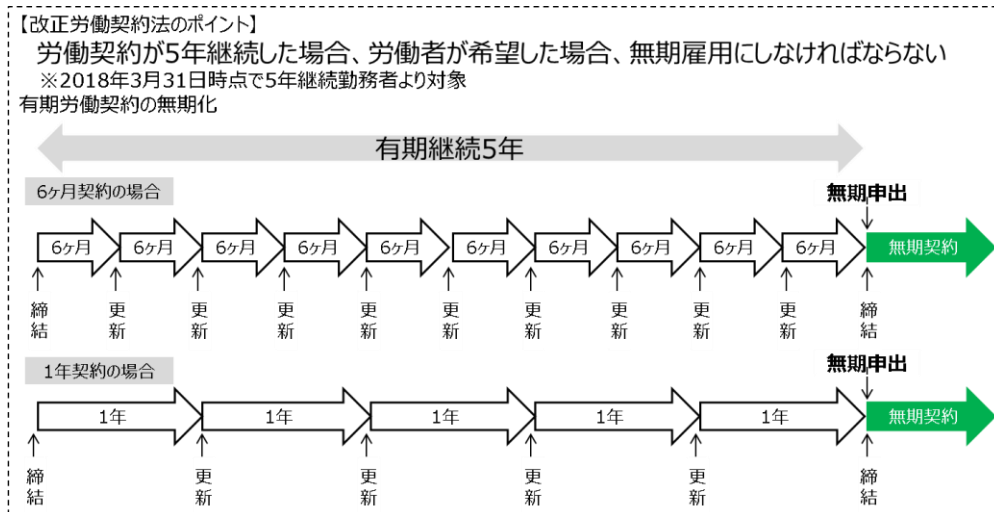 【改正労働契約法のポイント】
労働契約が5年継続した場合、労働者が希望した場合、無期雇用にしなければならない
※2018年3月31日時点で5年継続勤務者より対象
有期労働契約の無期化
有期継続5年
6ヶ月契約の場合
無期申出
6ヶ月 6ヶ月 6ヶ月 6ヶ月 6ヶ月 6ヶ月 6ヶ月 6ヶ月 6ヶ月 6ヶ月 無期契約
締結 更新 更新 更新 更新 更新 更新 更新 更新 更新 締結
1年契約の場合
無期申出
1年 1年 1年 1年 1年 無期契約
締結 更新 更新 更新 更新 締結